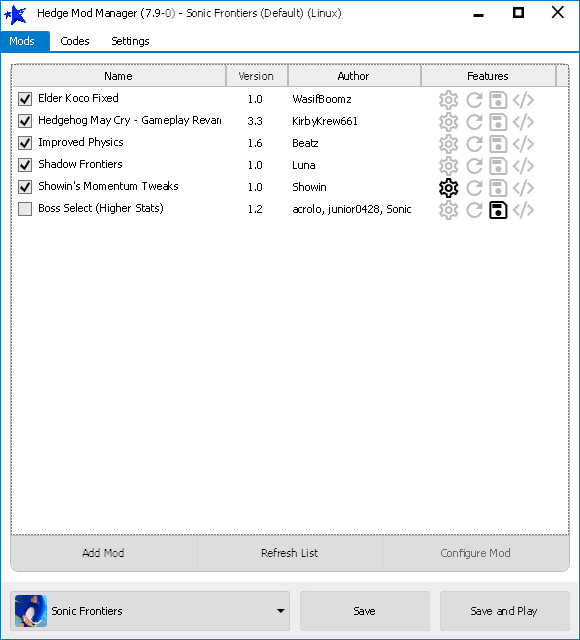 Hedge Mod Manager (7.9-0) - Sonic Frontiers (Default) (Linux)
Mods Codes Settings
Name Version Author Features
Elder Koco Fixed 1.0 WasifBoomz
Hedgehog May Cry - Gameplay Revan 3.3 KirbyKrew661
Improved Physics 1.6 Beatz
Shadow Frontiers 1.0 Luna
Showin's Momentum Tweaks 1.0 Showin
Boss Select (Higher Stats) 1.2 acrolo, junior0428, Sonic
Add Mod Refresh List Configure Mod
Sonic Frontiers Save Save and Play